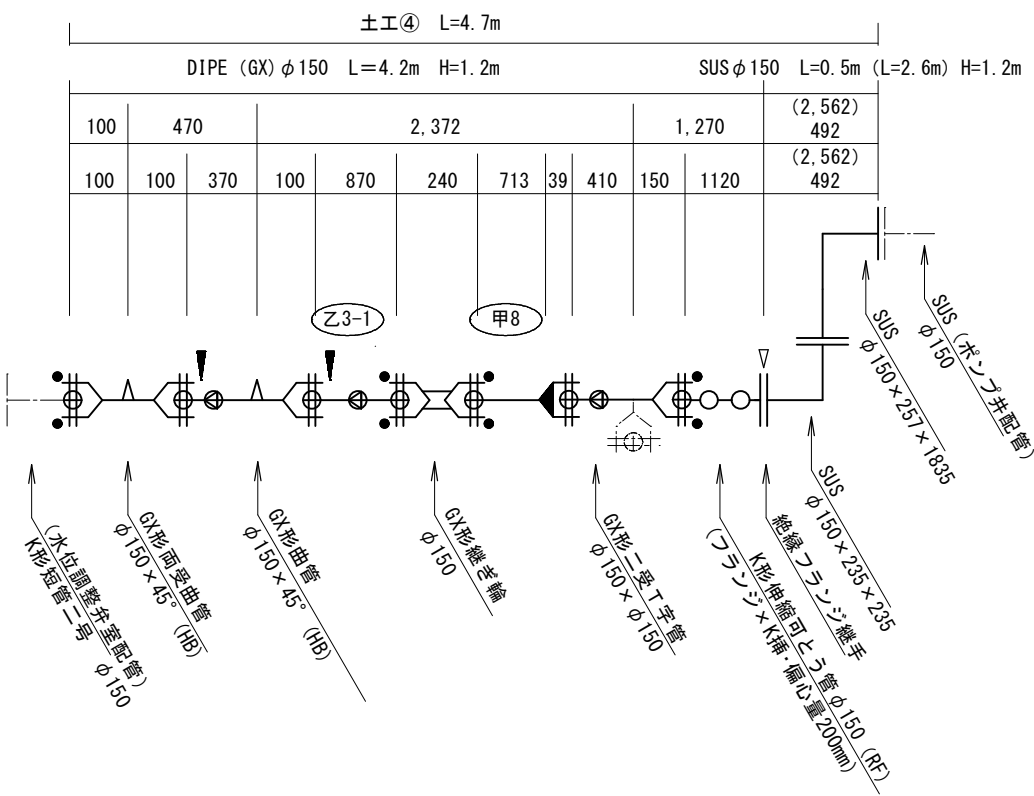 土工④ L=4.7m
DIPE (GX) φ150 L=4.2m H=1.2m
SUSφ150 L=0.5m (L=2.6m) H=1.2m
100 470 2,372 1,270 (2,562)
492
100 100 370 100 870 240 713 39 410 150 1120 (2,562)
492
乙3-1
甲8
(水位調整弁室配管)
K形短管二号 φ150
GX形両受曲管
φ150×45° (HB)
GX形曲管
φ150×45° (HB)
GX形継ぎ輪
φ150
GX形二受T字管
φ150×φ150
K形伸縮可とう管φ150 (RF)
(フランジ×K挿・偏心量200mm)
絶縁フランジ継手
SUS
φ150×235×235
SUS
φ150×257×1835
SUS (ポンプ井配管)
φ150